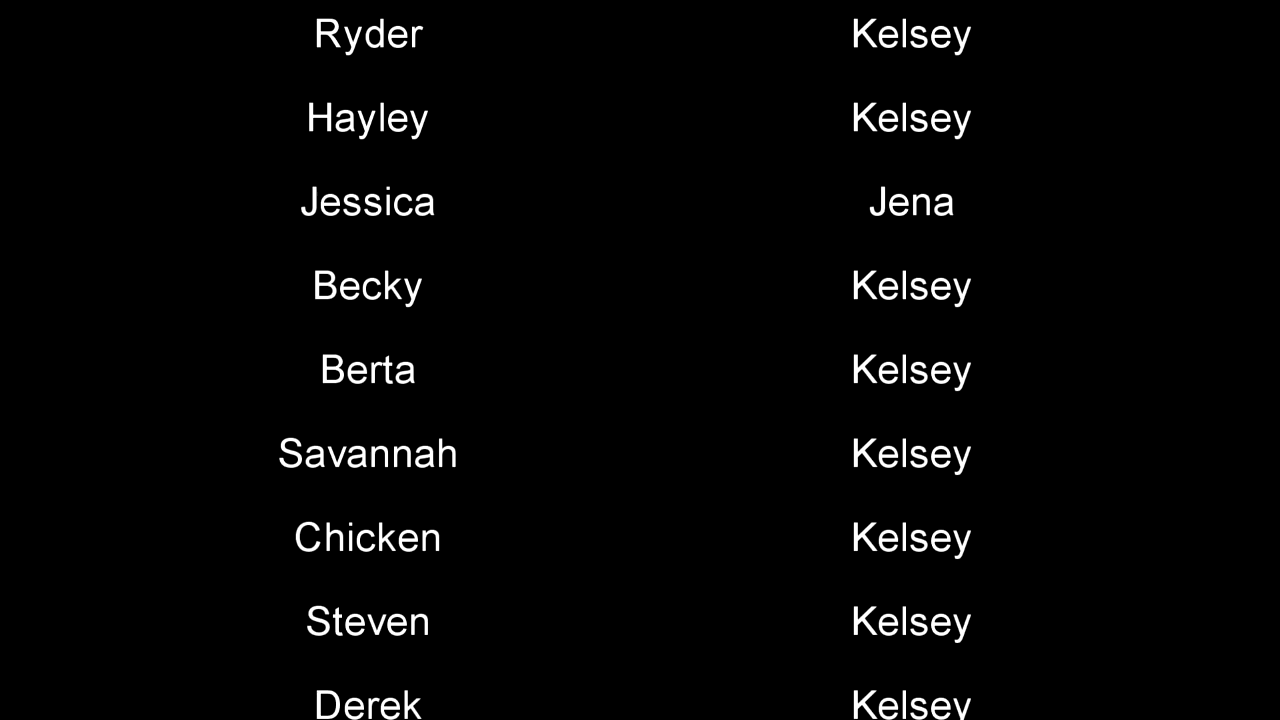 Ryder Kelsey
Hayley Kelsey
Jessica Jena
Becky Kelsey
Berta Kelsey
Savannah Kelsey
Chicken Kelsey
Steven Kelsey
Derek Kelsey